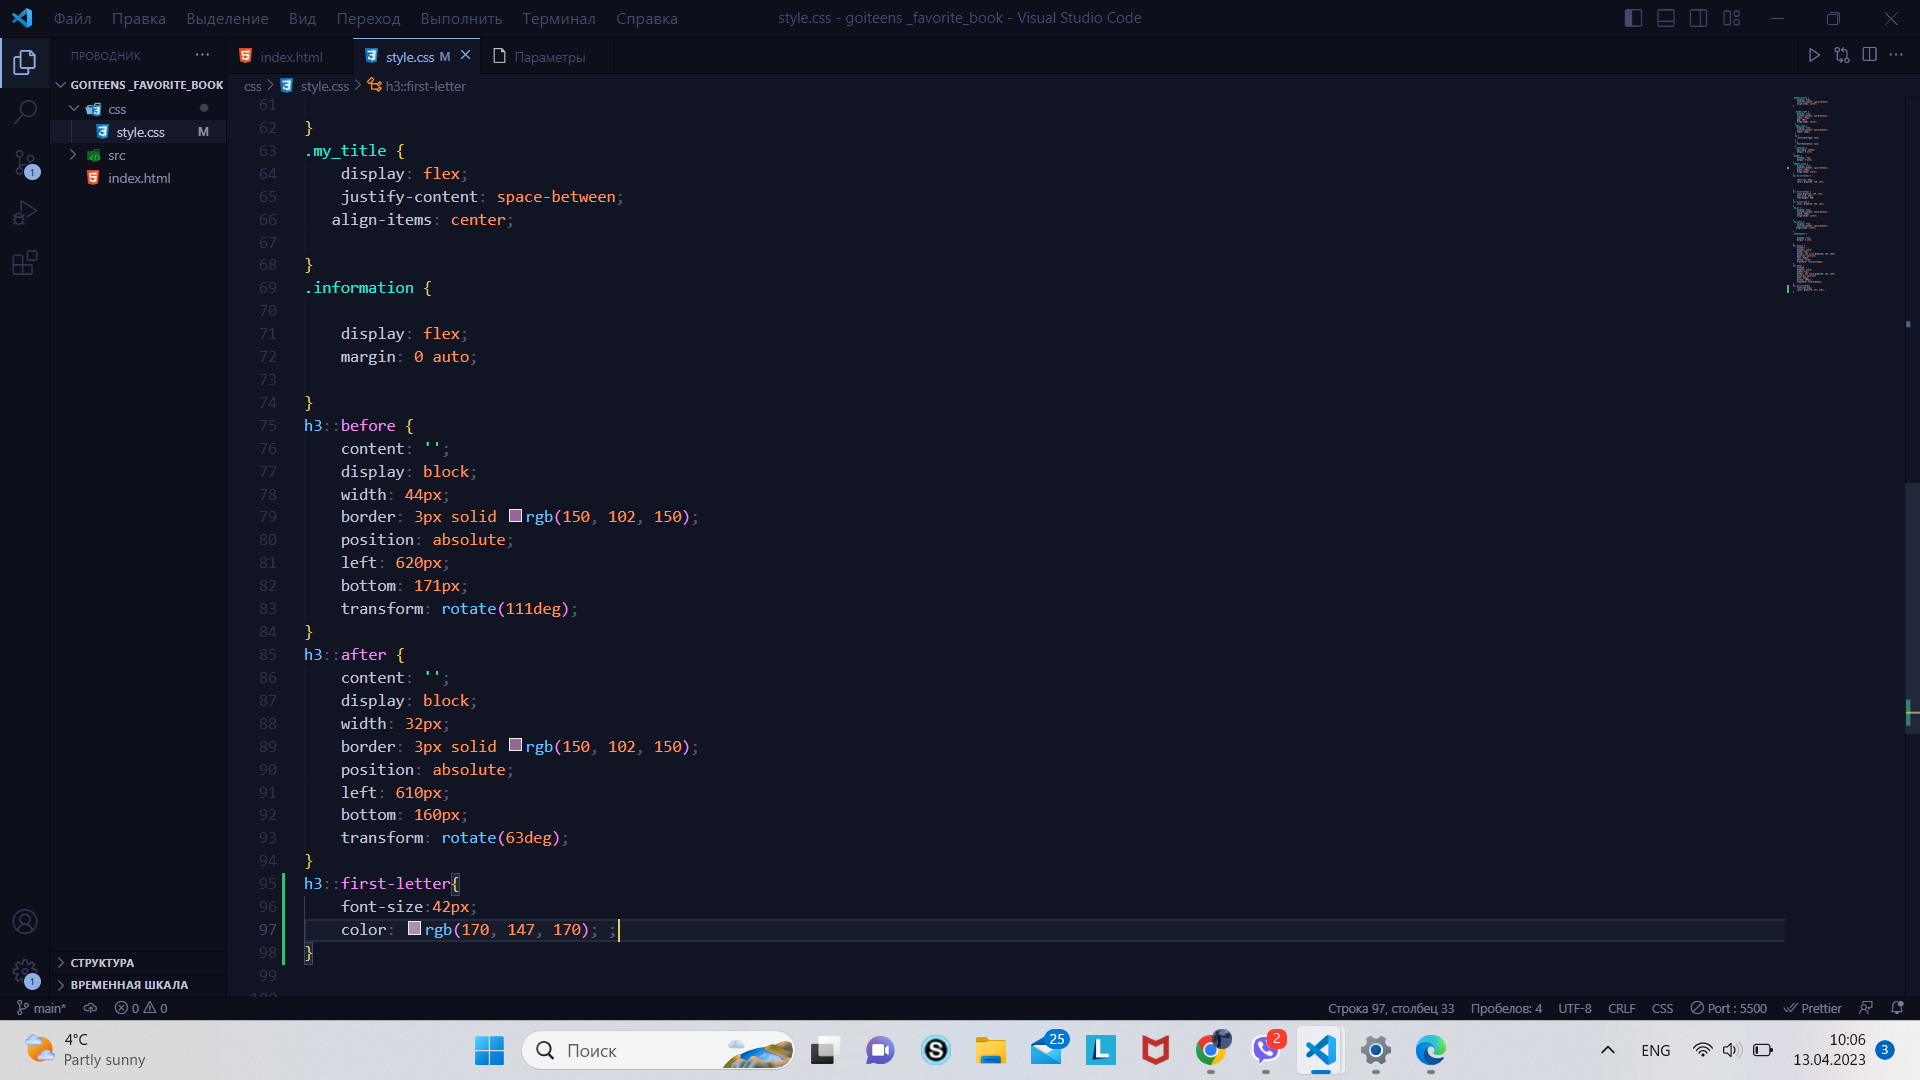 Файл Правка Выделение Вид Переход Выполнить Терминал Справка
style.css - goiteens _favorite_book - Visual Studio Code
ПРОВОДНИК
GOITEENS _FAVORITE_BOOK
css
style.css M
src
index.html
СТРУКТУРА
ВРЕМЕННАЯ ШКАЛА
1
1
index.html
style.css M
Параметры
css > style.css > h3::first-letter
61
62 }
63 .my_title {
64 display: flex;
65 justify-content: space-between;
66 align-items: center;
67
68 }
69 .information {
70
71 display: flex;
72 margin: 0 auto;
73
74 }
75 h3::before {
76 content: '';
77 display: block;
78 width: 44px;
79 border: 3px solid rgb(150, 102, 150);
80 position: absolute;
81 left: 620px;
82 bottom: 171px;
83 transform: rotate(111deg);
84 }
85 h3::after {
86 content: '';
87 display: block;
88 width: 32px;
89 border: 3px solid rgb(150, 102, 150);
90 position: absolute;
91 left: 610px;
92 bottom: 160px;
93 transform: rotate(63deg);
94 }
95 h3::first-letter{
96 font-size:42px;
97 color: rgb(170, 147, 170); ;
98 }
99
main* 0 0
Строка 97, столбец 33 Пробелов: 4 UTF-8 CRLF CSS Port : 5500 Prettier
4°C
Partly sunny
Поиск
25
2
ENG
10:06
13.04.2023
3